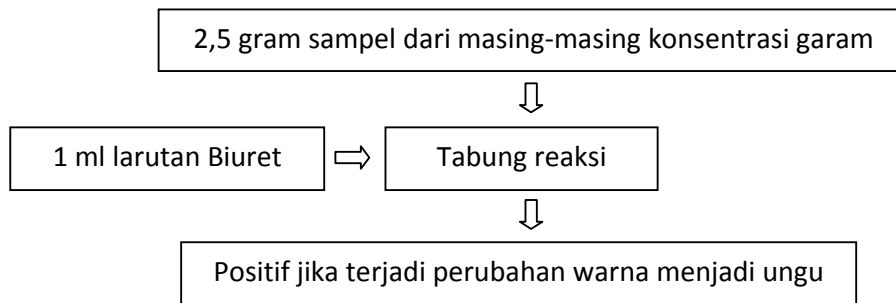 2,5 gram sampel dari masing-masing konsentrasi garam
1 ml larutan Biuret
Tabung reaksi
Positif jika terjadi perubahan warna menjadi ungu